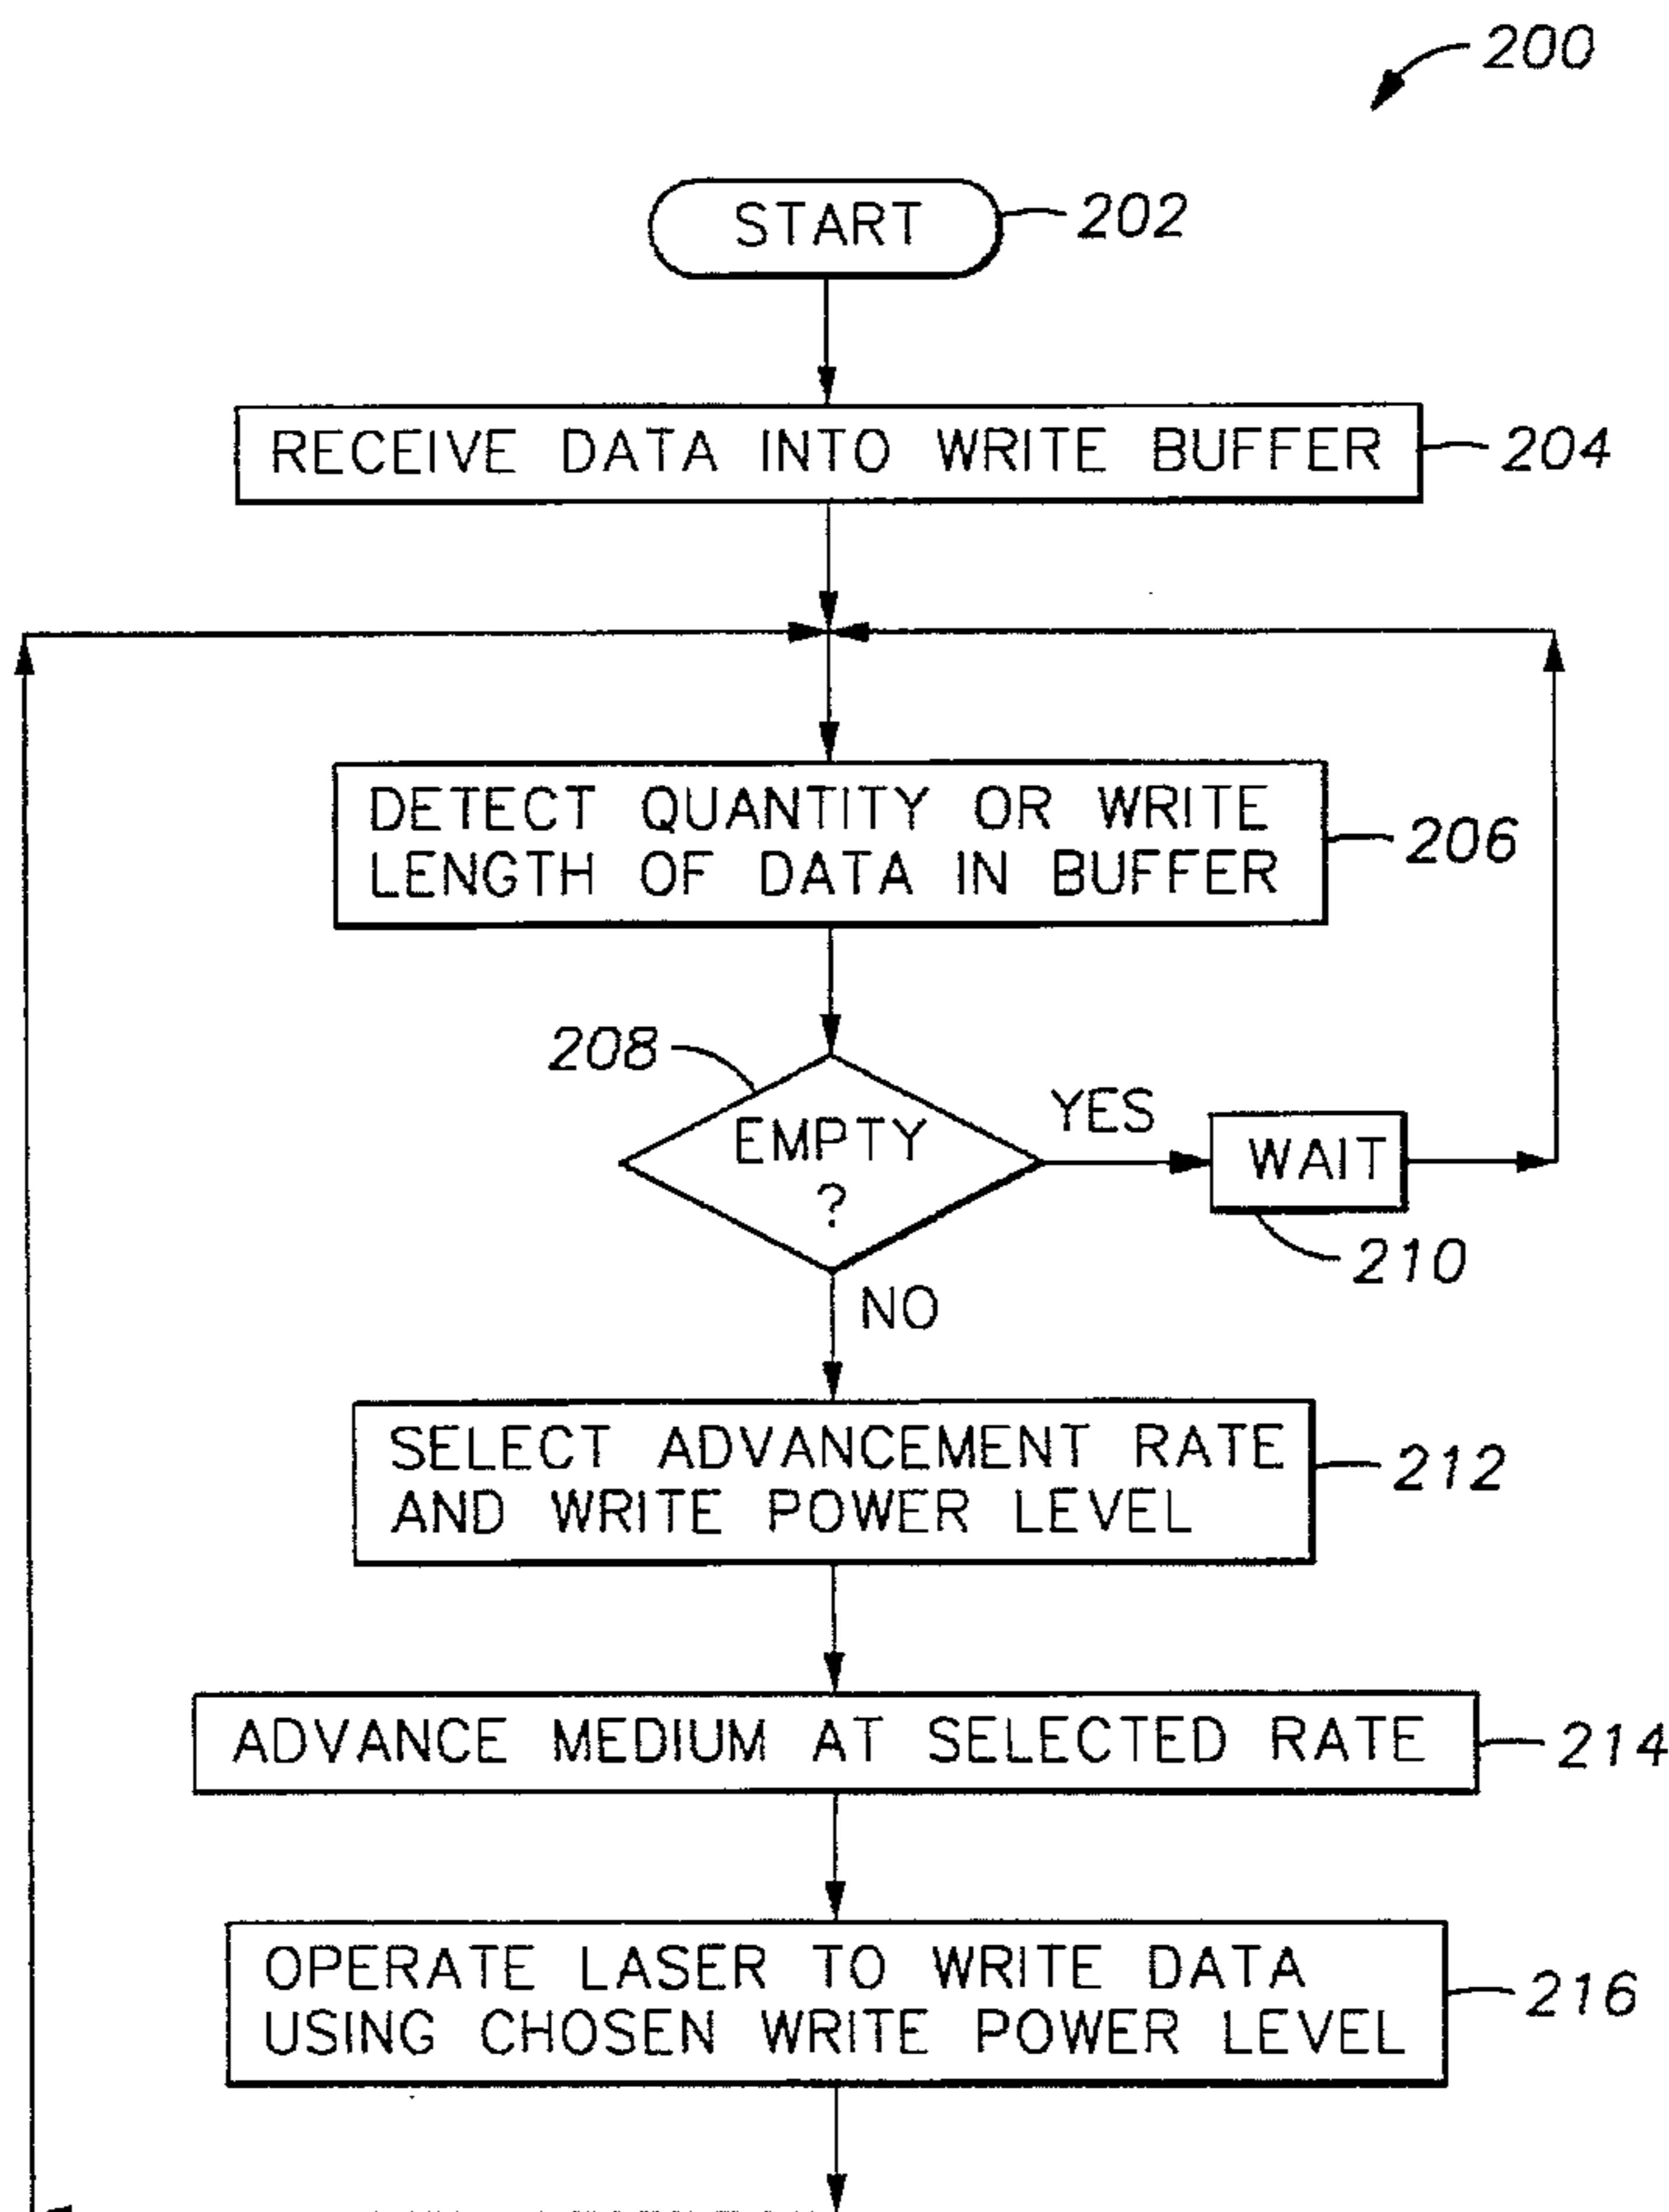 200
START
202
RECEIVE DATA INTO WRITE BUFFER
204
DETECT QUANTITY OR WRITE
LENGTH OF DATA IN BUFFER
206
208
EMPTY
?
YES
WAIT
210
NO
SELECT ADVANCEMENT RATE
AND WRITE POWER LEVEL
212
ADVANCE MEDIUM AT SELECTED RATE
214
OPERATE LASER TO WRITE DATA
USING CHOSEN WRITE POWER LEVEL
216